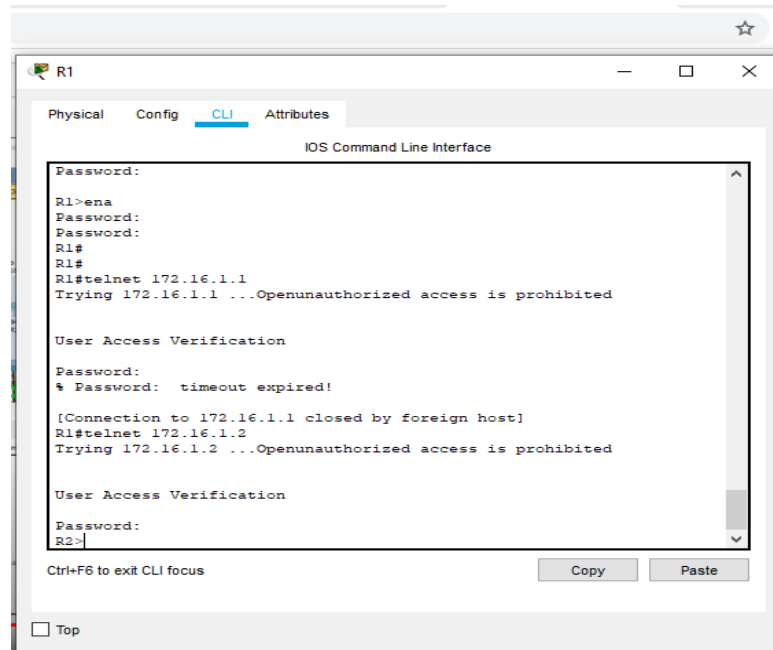 R1
Physical Config CLI Attributes
IOS Command Line Interface
Password:
R1>ena
Password:
Password:
R1#
R1#
R1#telnet 172.16.1.1
Trying 172.16.1.1 ...Openunauthorized access is prohibited
User Access Verification
Password:
% Password:  timeout expired!
[Connection to 172.16.1.1 closed by foreign host]
R1#telnet 172.16.1.2
Trying 172.16.1.2 ...Openunauthorized access is prohibited
User Access Verification
Password:
R2>
Ctrl+F6 to exit CLI focus
Copy Paste
Top